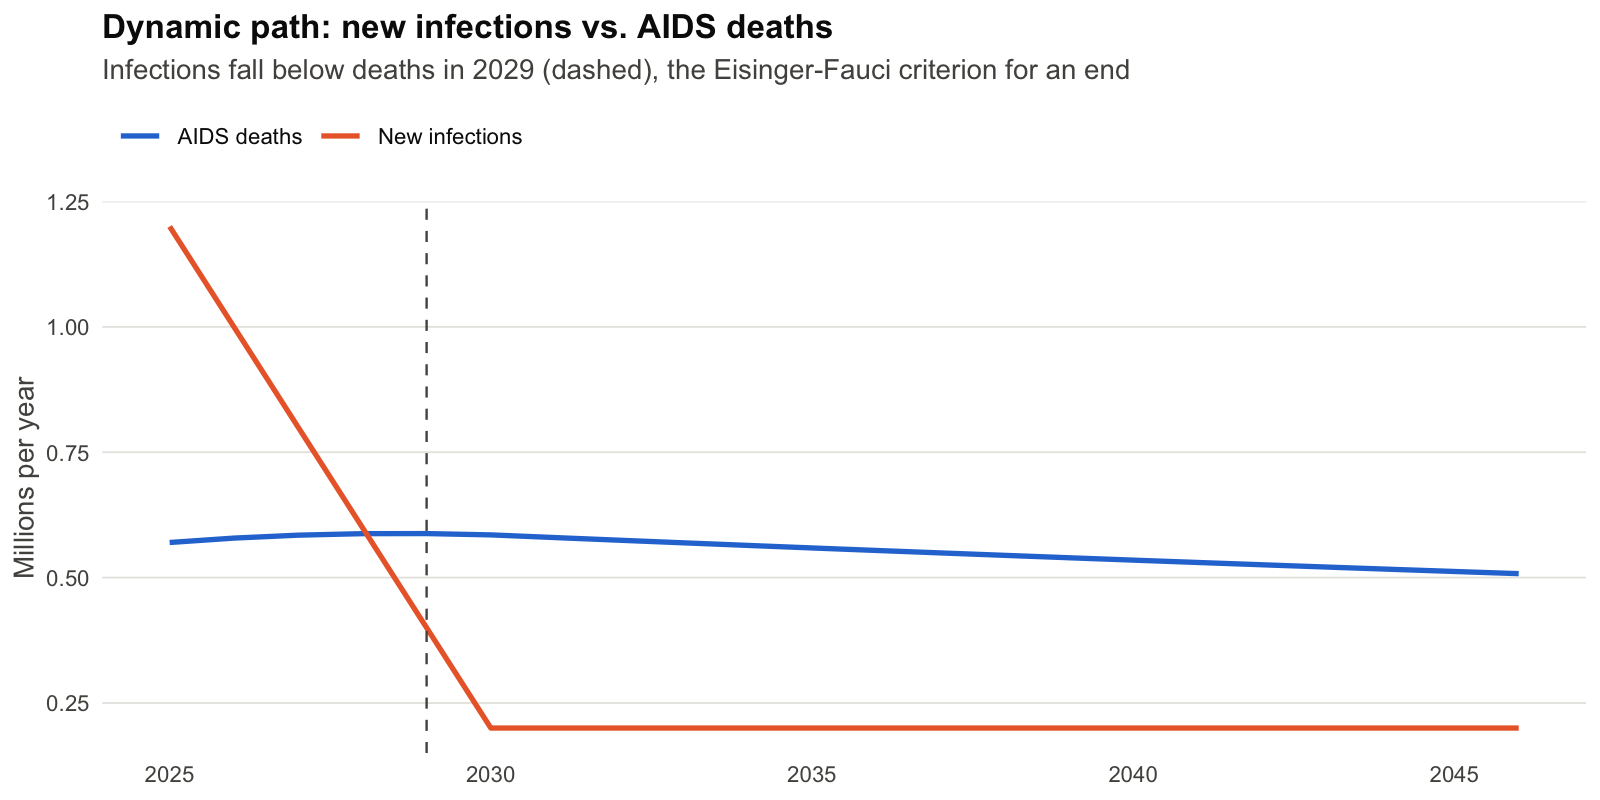 Dynamic path: new infections vs. AIDS deaths
Infections fall below deaths in 2029 (dashed), the Eisinger-Fauci criterion for an end
AIDS deaths New infections
Millions per year
1.25
1.00
0.75
0.50
0.25
2025 2030 2035 2040 2045